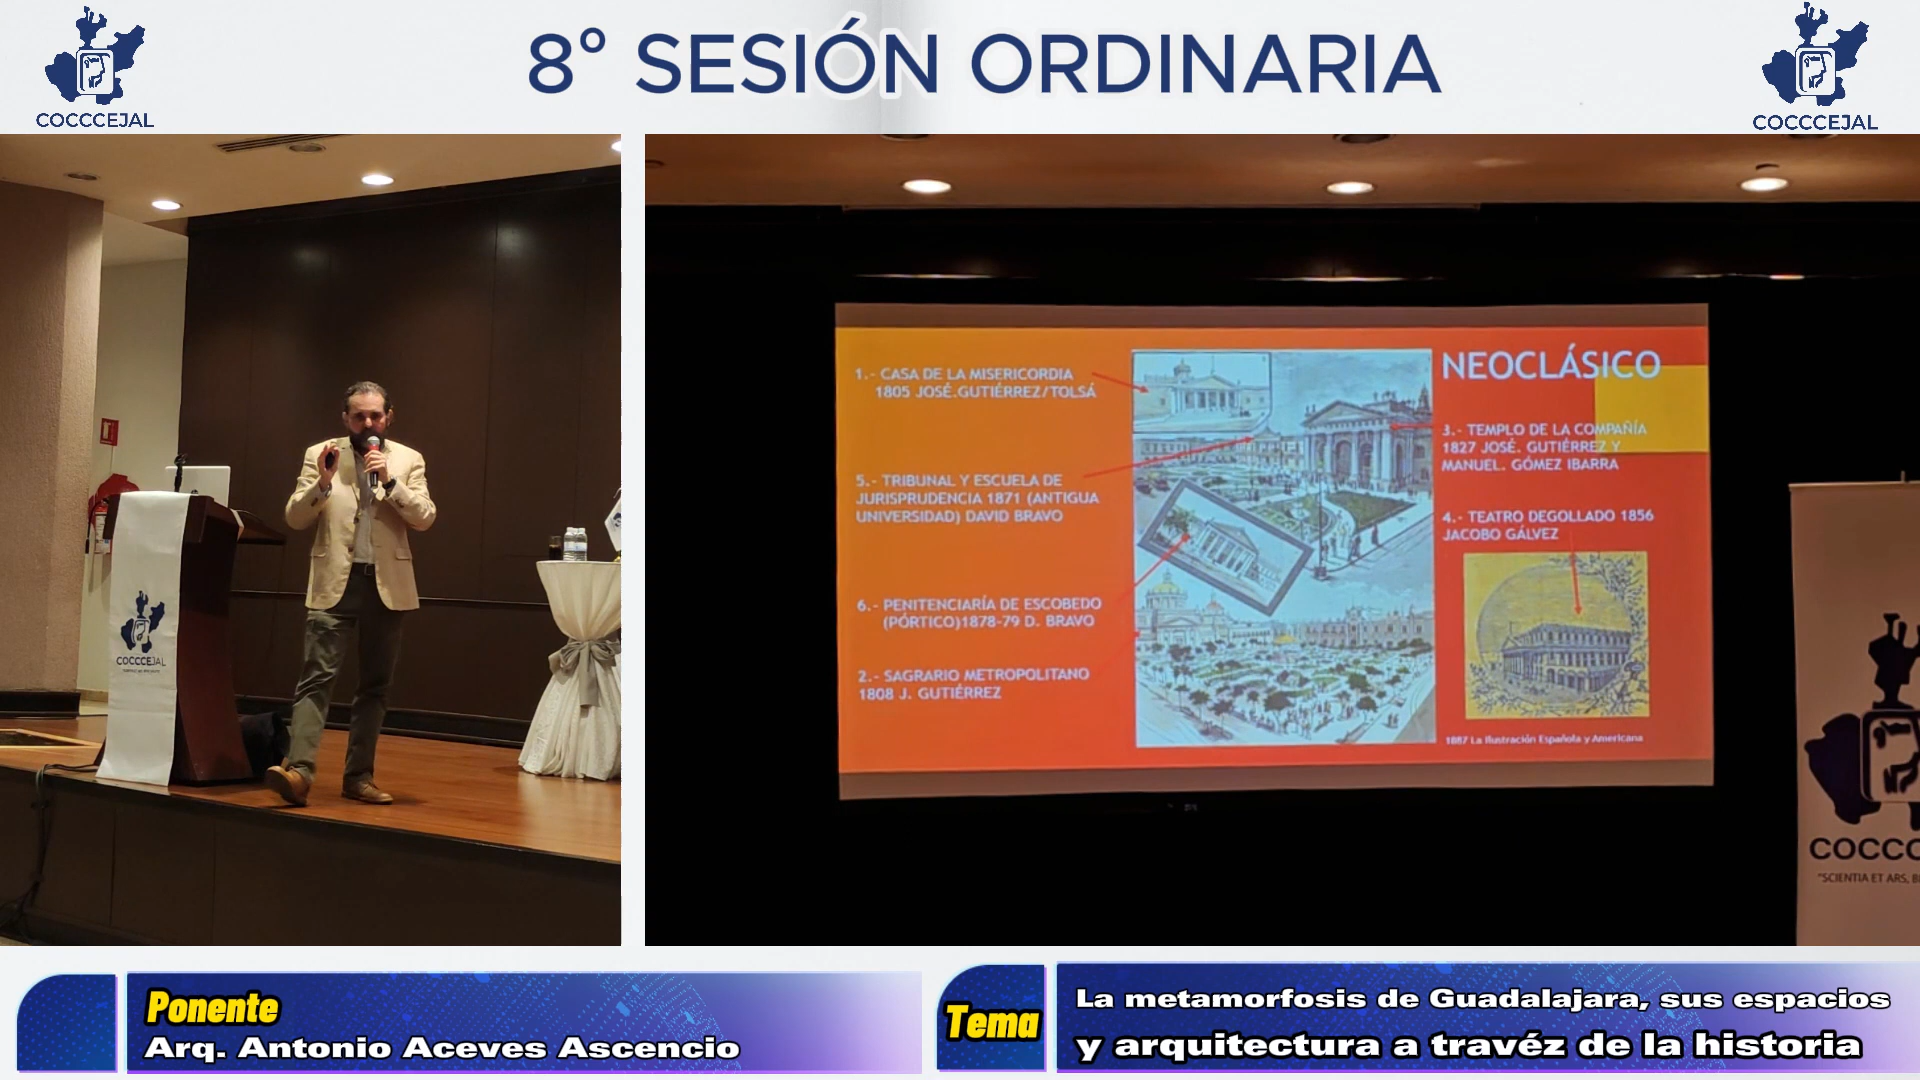 8° SESIÓN ORDINARIA
COCCCEJAL
COCCCEJAL
COCCCEJAL
1.- CASA DE LA MISERICORDIA
1805 JOSÉ.GUTIÉRREZ/TOLSÁ
5.- TRIBUNAL Y ESCUELA DE
JURISPRUDENCIA 1871 (ANTIGUA
UNIVERSIDAD) DAVID BRAVO
6.- PENITENCIARÍA DE ESCOBEDO
(PÓRTICO)1878-79 D. BRAVO
2.- SAGRARIO METROPOLITANO
1808 J. GUTIÉRREZ
NEOCLÁSICO
3.- TEMPLO DE LA COMPAÑÍA
1827 JOSÉ. GUTIÉRREZ Y
MANUEL. GÓMEZ IBARRA
4.- TEATRO DEGOLLADO 1856
JACOBO GÁLVEZ
1887 La Ilustración Española y Americana
COCCC
"SCIENTIA ET ARS, B
Ponente
Arq. Antonio Aceves Ascencio
Tema
La metamorfosis de Guadalajara, sus espacios
y arquitectura a travéz de la historia